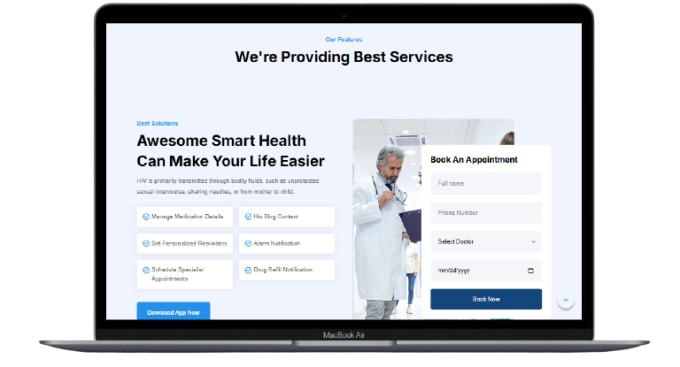 Our Features
We're Providing Best Services
Best Solutions
Awesome Smart Health
Can Make Your Life Easier
HIV is primarily transmitted through bodily fluids, such as unprotected
sexual intercourse, sharing needles, or from mother to child.
Manage Medication Details
Hiv Blog Content
Set Personalized Reminders
Alarm Notification
Schedule Specialist
Appointments
Drug Refill Notification
Download App Now
Book An Appointment
Full name
Phone Number
Select Doctor
mm/dd/yyyy
Book Now
MacBook Air